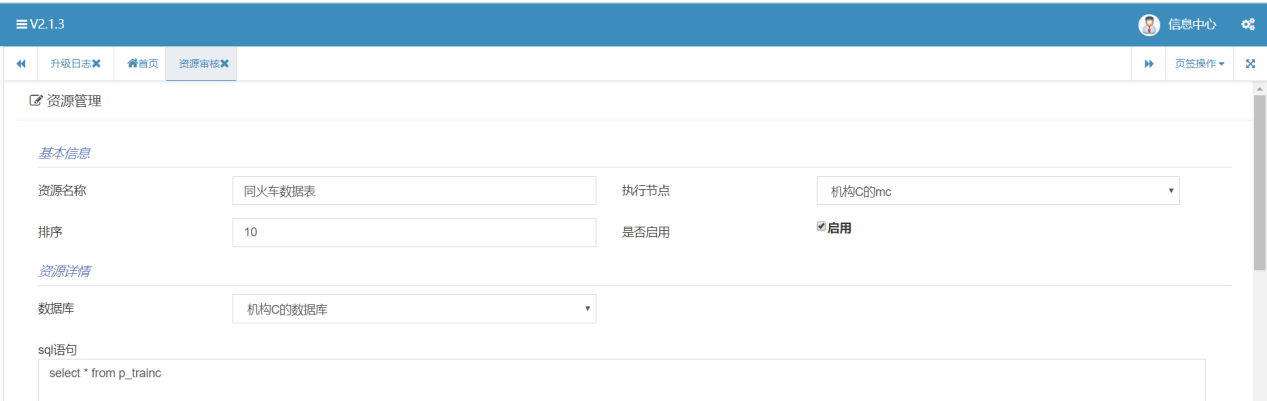 V2.1.3 信息中心
升级日志 首页 资源审核 页签操作
资源管理
基本信息
资源名称 同火车数据表 执行节点 机构C的mc
排序 10 是否启用 启用
资源详情
数据库 机构C的数据库
sql语句
select * from p_trainc